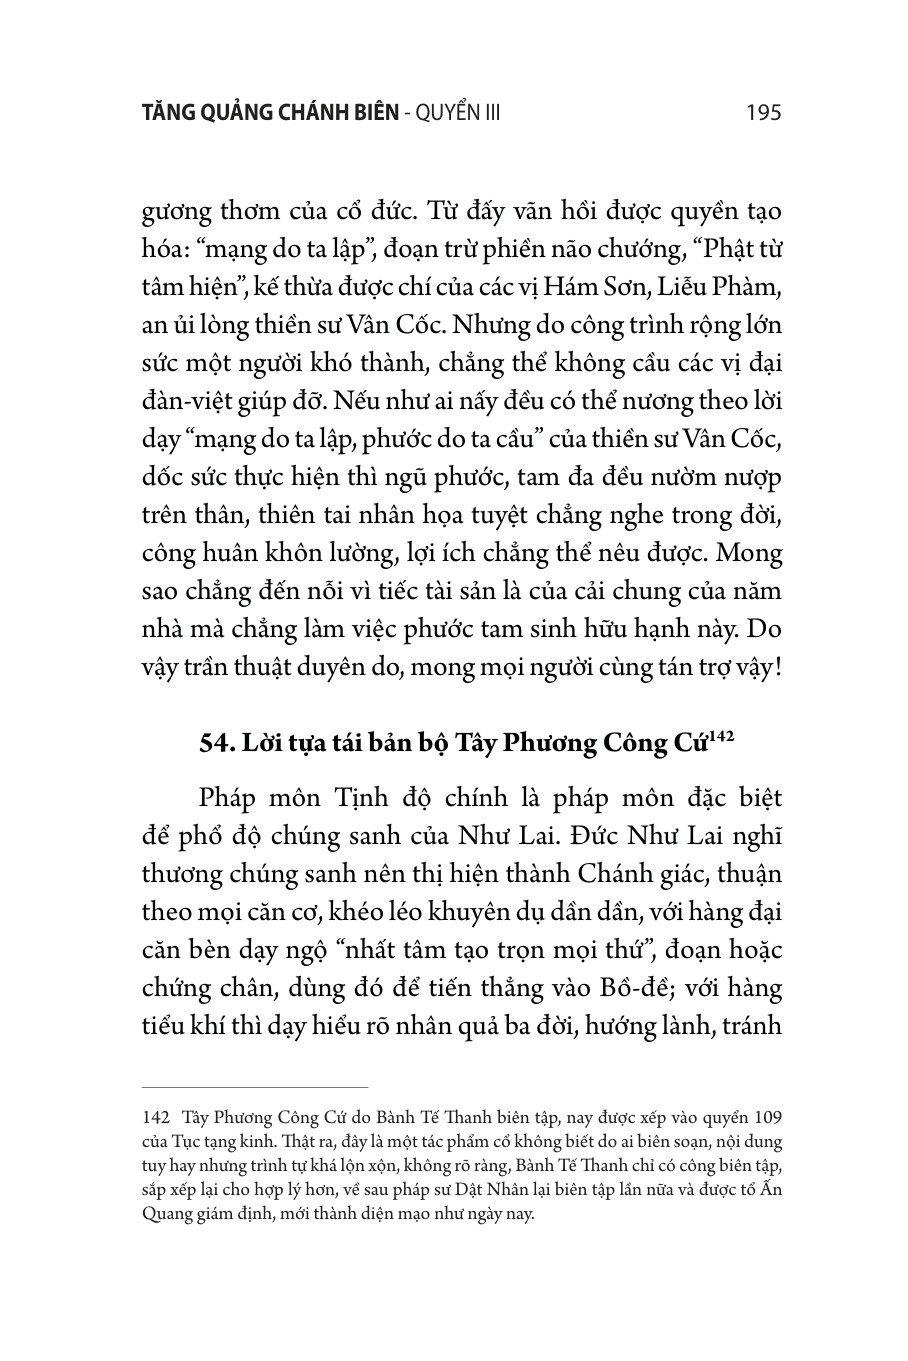 TĂNG QUẢNG CHÁNH BIÊN - QUYỂN III 195
gương thơm của cổ đức. Từ đấy vãn hồi được quyền tạo
hóa: “mạng do ta lập”, đoạn trừ phiền não chướng, “Phật từ
tâm hiện”, kế thừa được chí của các vị Hám Sơn, Liễu Phàm,
an ủi lòng thiền sư Vân Cốc. Nhưng do công trình rộng lớn
sức một người khó thành, chẳng thể không cầu các vị đại
đàn-việt giúp đỡ. Nếu như ai nấy đều có thể nương theo lời
dạy “mạng do ta lập, phước do ta cầu” của thiền sư Vân Cốc,
dốc sức thực hiện thì ngũ phước, tam đa đều nườm nượp
trên thân, thiên tai nhân họa tuyệt chẳng nghe trong đời,
công huân khôn lường, lợi ích chẳng thể nêu được. Mong
sao chẳng đến nỗi vì tiếc tài sản là của cải chung của năm
nhà mà chẳng làm việc phước tam sinh hữu hạnh này. Do
vậy trần thuật duyên do, mong mọi người cùng tán trợ vậy!
54. Lời tựa tái bản bộ Tây Phương Công Cứ¹⁴²
Pháp môn Tịnh độ chính là pháp môn đặc biệt
để phổ độ chúng sanh của Như Lai. Đức Như Lai nghĩ
thương chúng sanh nên thị hiện thành Chánh giác, thuận
theo mọi căn cơ, khéo léo khuyên dụ dần dần, với hàng đại
căn bèn dạy ngộ “nhất tâm tạo trọn mọi thứ”, đoạn hoặc
chứng chân, dùng đó để tiến thẳng vào Bồ-đề; với hàng
tiểu khí thì dạy hiểu rõ nhân quả ba đời, hướng lành, tránh
142 Tây Phương Công Cứ do Bành Tế Thanh biên tập, nay được xếp vào quyển 109
của Tục tạng kinh. Thật ra, đây là một tác phẩm cổ không biết do ai biên soạn, nội dung
tuy hay nhưng trình tự khá lộn xộn, không rõ ràng, Bành Tế Thanh chỉ có công biên tập,
sắp xếp lại cho hợp lý hơn, về sau pháp sư Dật Nhân lại biên tập lần nữa và được tổ Ấn
Quang giám định, mới thành diện mạo như ngày nay.